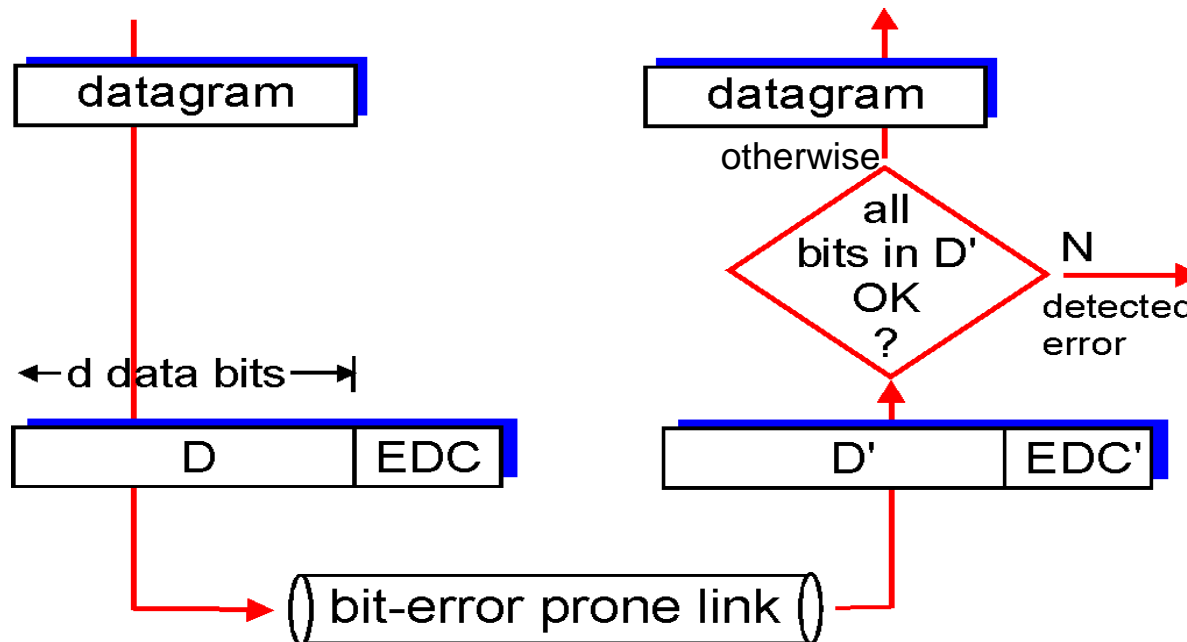 datagram
datagram
otherwise
all
bits in D'
OK
?
N
detected
error
d data bits
D EDC
D' EDC'
bit-error prone link